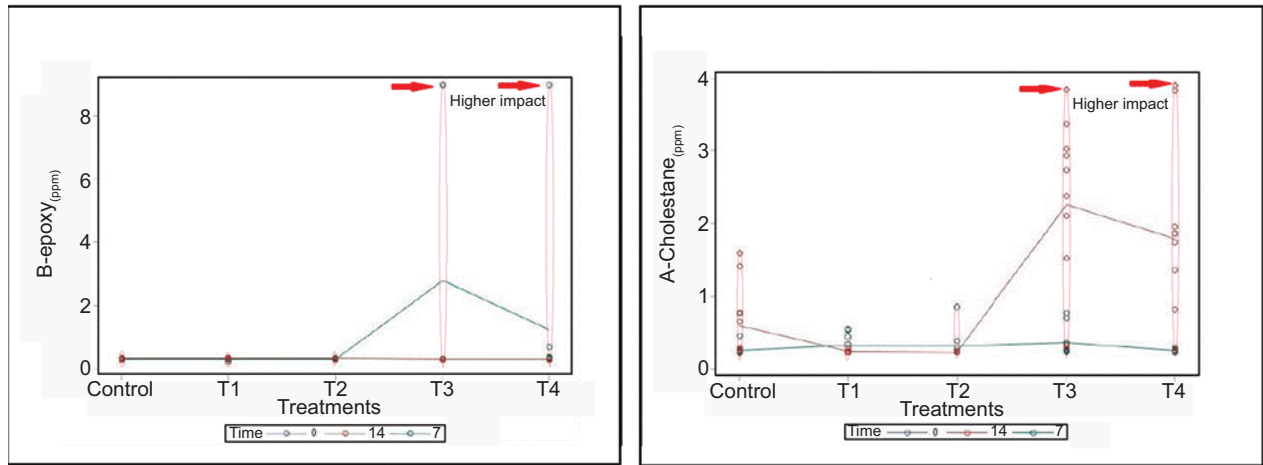 B-epoxy(ppm)
8
6
4
2
0
Higher impact
Control T1 T2 T3 T4
Treatments
Time 0 14 7
A-Cholestane(ppm)
4
3
2
1
0
Higher impact
Control T1 T2 T3 T4
Treatments
Time 0 14 7